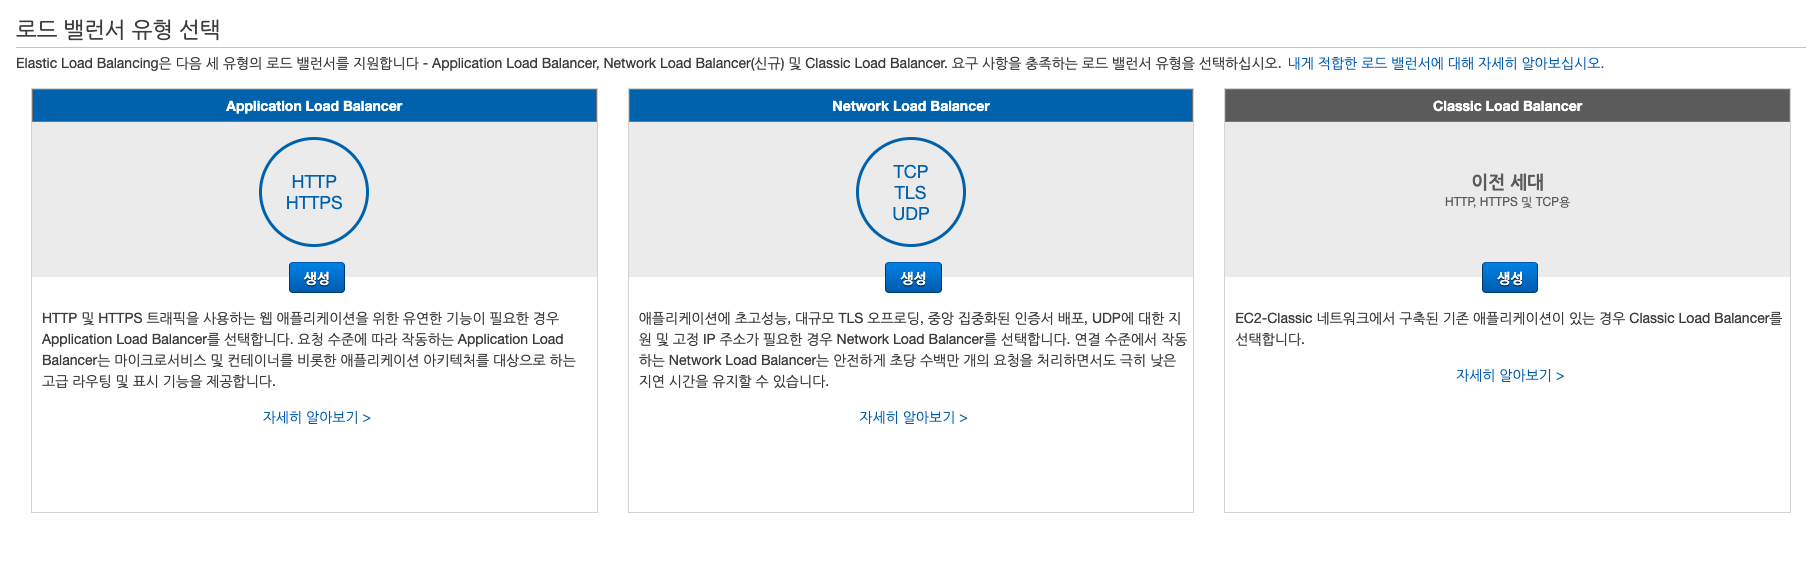 로드 밸런서 유형 선택
Elastic Load Balancing은 다음 세 유형의 로드 밸런서를 지원합니다 - Application Load Balancer, Network Load Balancer(신규) 및 Classic Load Balancer. 요구 사항을 충족하는 로드 밸런서 유형을 선택하십시오. 내게 적합한 로드 밸런서에 대해 자세히 알아보십시오.
Application Load Balancer
HTTP
HTTPS
생성
HTTP 및 HTTPS 트래픽을 사용하는 웹 애플리케이션을 위한 유연한 기능이 필요한 경우
Application Load Balancer를 선택합니다. 요청 수준에 따라 작동하는 Application Load
Balancer는 마이크로서비스 및 컨테이너를 비롯한 애플리케이션 아키텍처를 대상으로 하는
고급 라우팅 및 표시 기능을 제공합니다.
자세히 알아보기 >
Network Load Balancer
TCP
TLS
UDP
생성
애플리케이션에 초고성능, 대규모 TLS 오프로딩, 중앙 집중화된 인증서 배포, UDP에 대한 지
원 및 고정 IP 주소가 필요한 경우 Network Load Balancer를 선택합니다. 연결 수준에서 작동
하는 Network Load Balancer는 안전하게 초당 수백만 개의 요청을 처리하면서도 극히 낮은
지연 시간을 유지할 수 있습니다.
자세히 알아보기 >
Classic Load Balancer
이전 세대
HTTP, HTTPS 및 TCP용
생성
EC2-Classic 네트워크에서 구축된 기존 애플리케이션이 있는 경우 Classic Load Balancer를
선택합니다.
자세히 알아보기 >